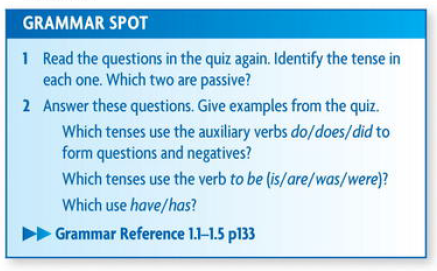 GRAMMAR SPOT
1 Read the questions in the quiz again. Identify the tense in
each one. Which two are passive?
2 Answer these questions. Give examples from the quiz.
Which tenses use the auxiliary verbs do/does/did to
form questions and negatives?
Which tenses use the verb to be (is/are/was/were)?
Which use have/has?
▶▶ Grammar Reference 1.1–1.5 p133